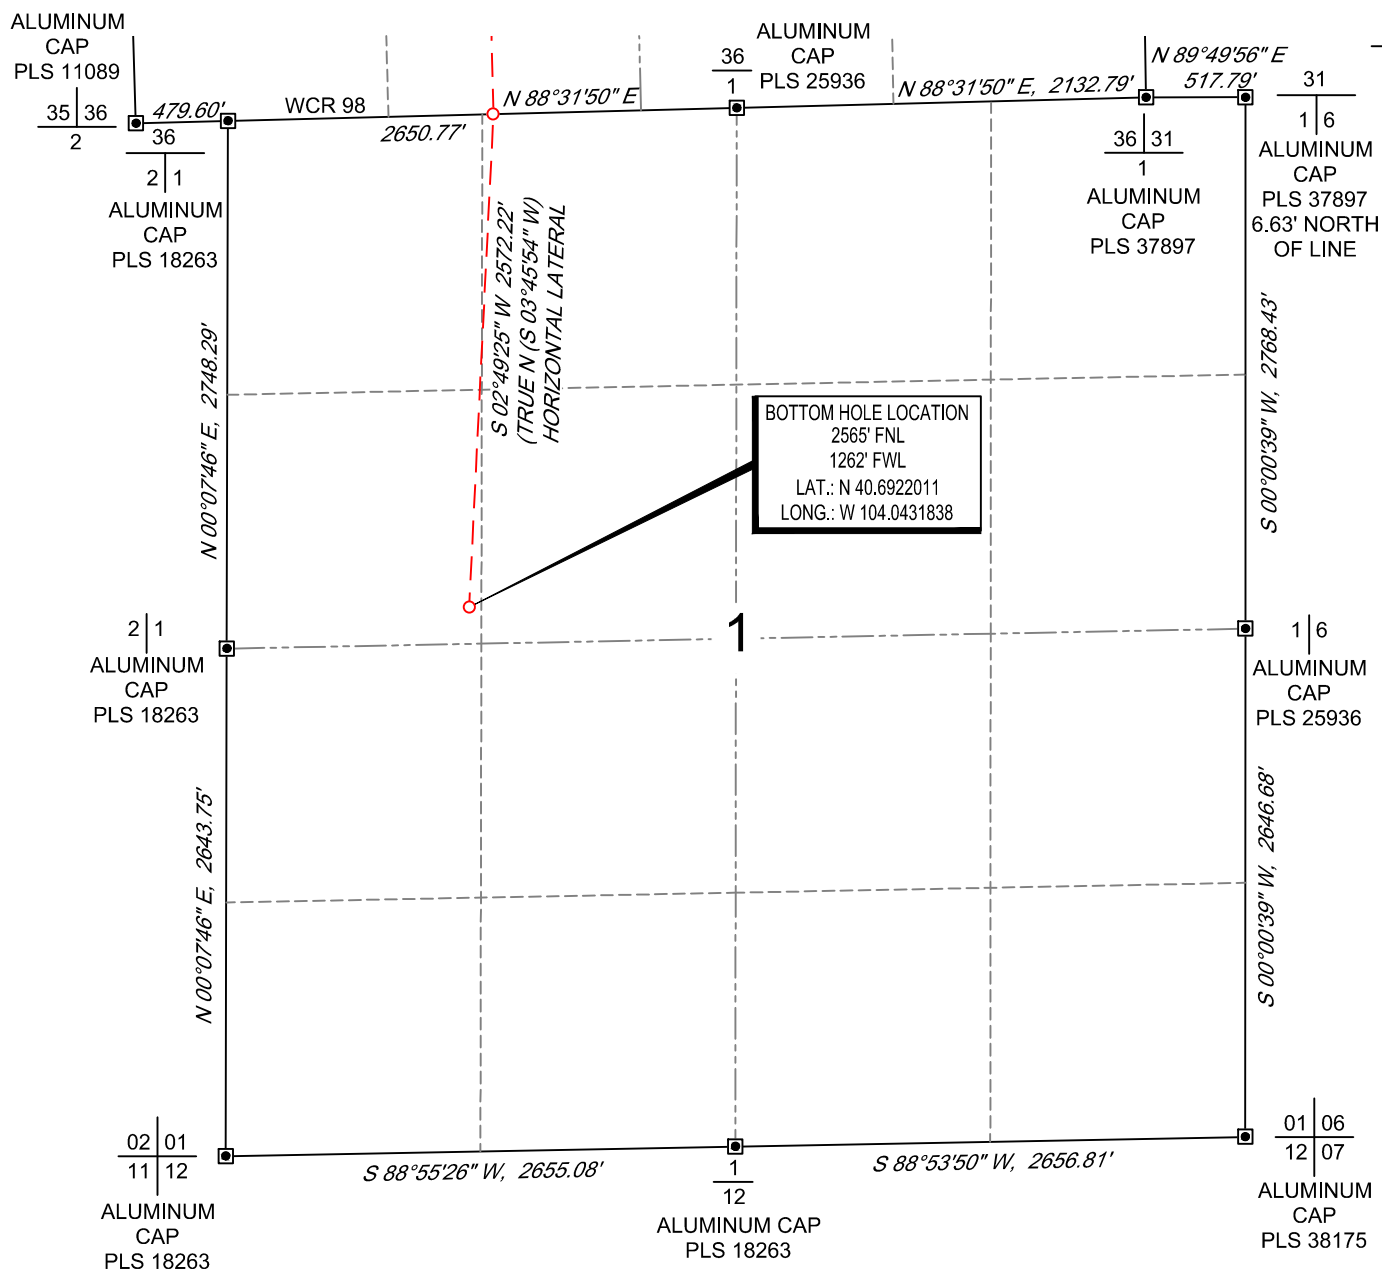 ALUMINUM
CAP
PLS 11089
35 36
2
479.60'
WCR 98
N 88°31'50" E
2650.77'
36
1
ALUMINUM
CAP
PLS 25936
N 88°31'50" E, 2132.79'
N 89°49'56" E
517.79'
31
1 6
ALUMINUM
CAP
PLS 37897
6.63' NORTH
OF LINE
36
2 1
ALUMINUM
CAP
PLS 18263
36 31
1
ALUMINUM
CAP
PLS 37897
S 02°49'25" W 2572.22'
(TRUE N (S 03°45'54" W)
HORIZONTAL LATERAL
N 00°07'46" E, 2748.29'
S 00°00'39" W, 2768.43'
BOTTOM HOLE LOCATION
2565' FNL
1262' FWL
LAT.: N 40.6922011
LONG.: W 104.0431838
1
2 1
ALUMINUM
CAP
PLS 18263
1 6
ALUMINUM
CAP
PLS 25936
N 00°07'46" E, 2643.75'
S 00°00'39" W, 2646.68'
02 01
11 12
ALUMINUM
CAP
PLS 18263
S 88°55'26" W, 2655.08'
1
12
ALUMINUM CAP
PLS 18263
S 88°53'50" W, 2656.81'
01 06
12 07
ALUMINUM
CAP
PLS 38175